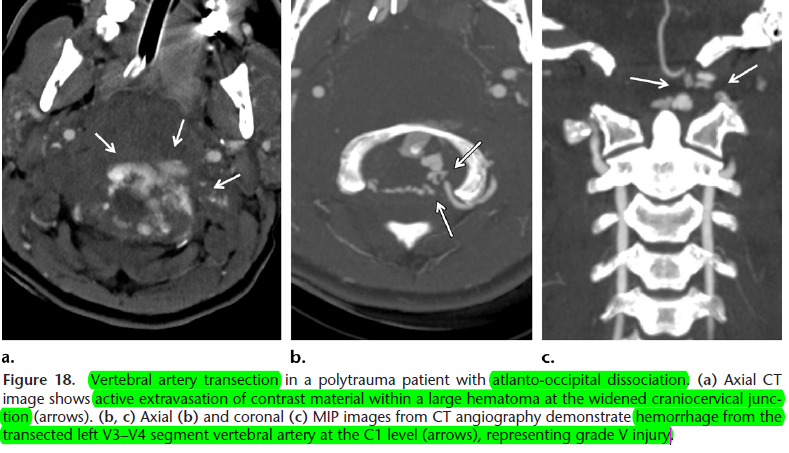 a.
b.
c.
Figure 18. Vertebral artery transection in a polytrauma patient with atlanto-occipital dissociation. (a) Axial CT
image shows active extravasation of contrast material within a large hematoma at the widened craniocervical junc-
tion (arrows). (b, c) Axial (b) and coronal (c) MIP images from CT angiography demonstrate hemorrhage from the
transected left V3–V4 segment vertebral artery at the C1 level (arrows), representing grade V injury.